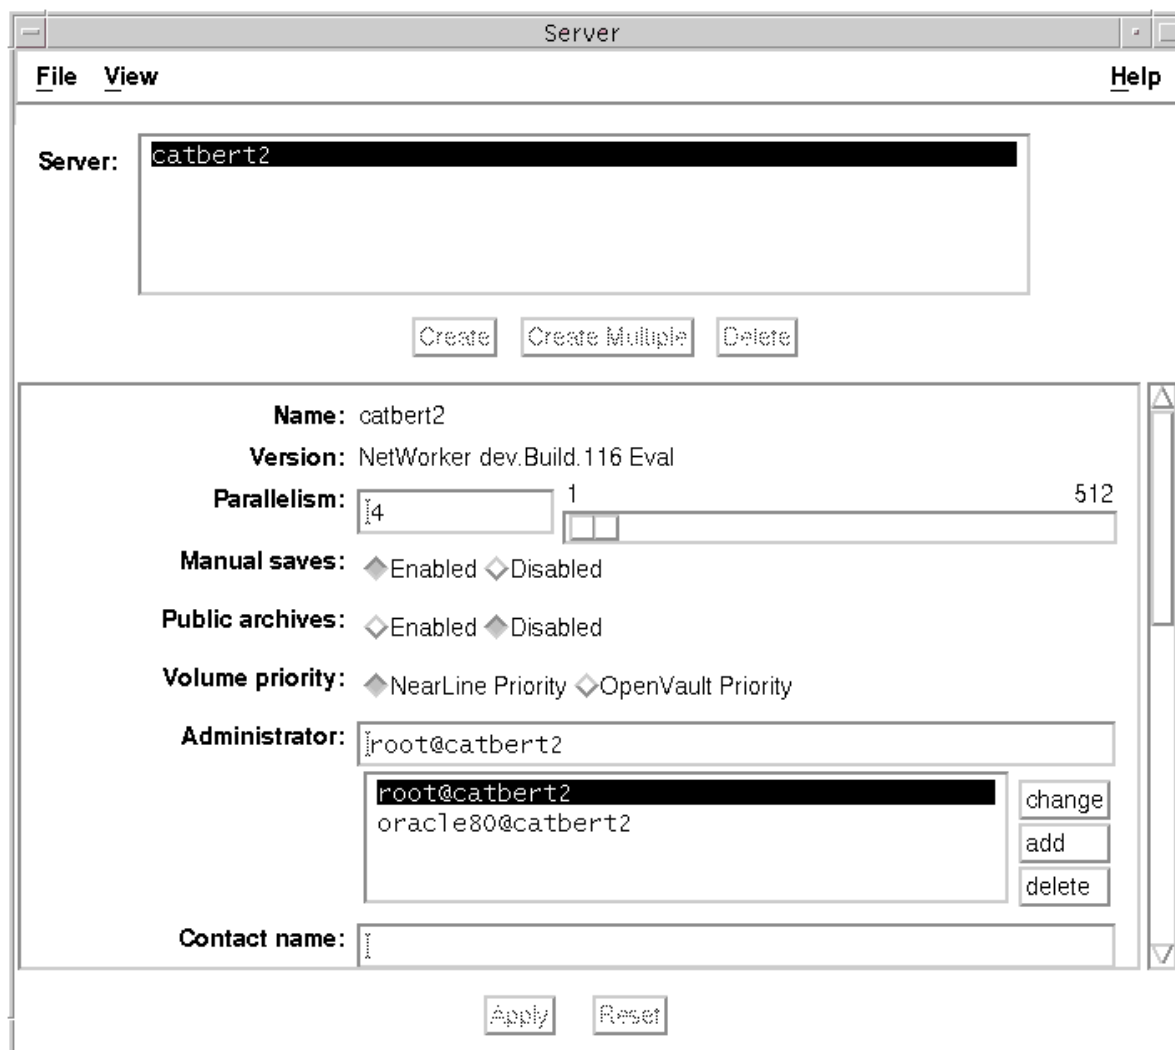 Server
File View Help
Server: catbert2
Create Create Multiple Delete
Name: catbert2
Version: NetWorker dev.Build.116 Eval
Parallelism: 4 1 512
Manual saves: Enabled Disabled
Public archives: Enabled Disabled
Volume priority: NearLine Priority OpenVault Priority
Administrator: root@catbert2
root@catbert2 change
oracle80@catbert2
add
delete
Contact name:
Apply Reset